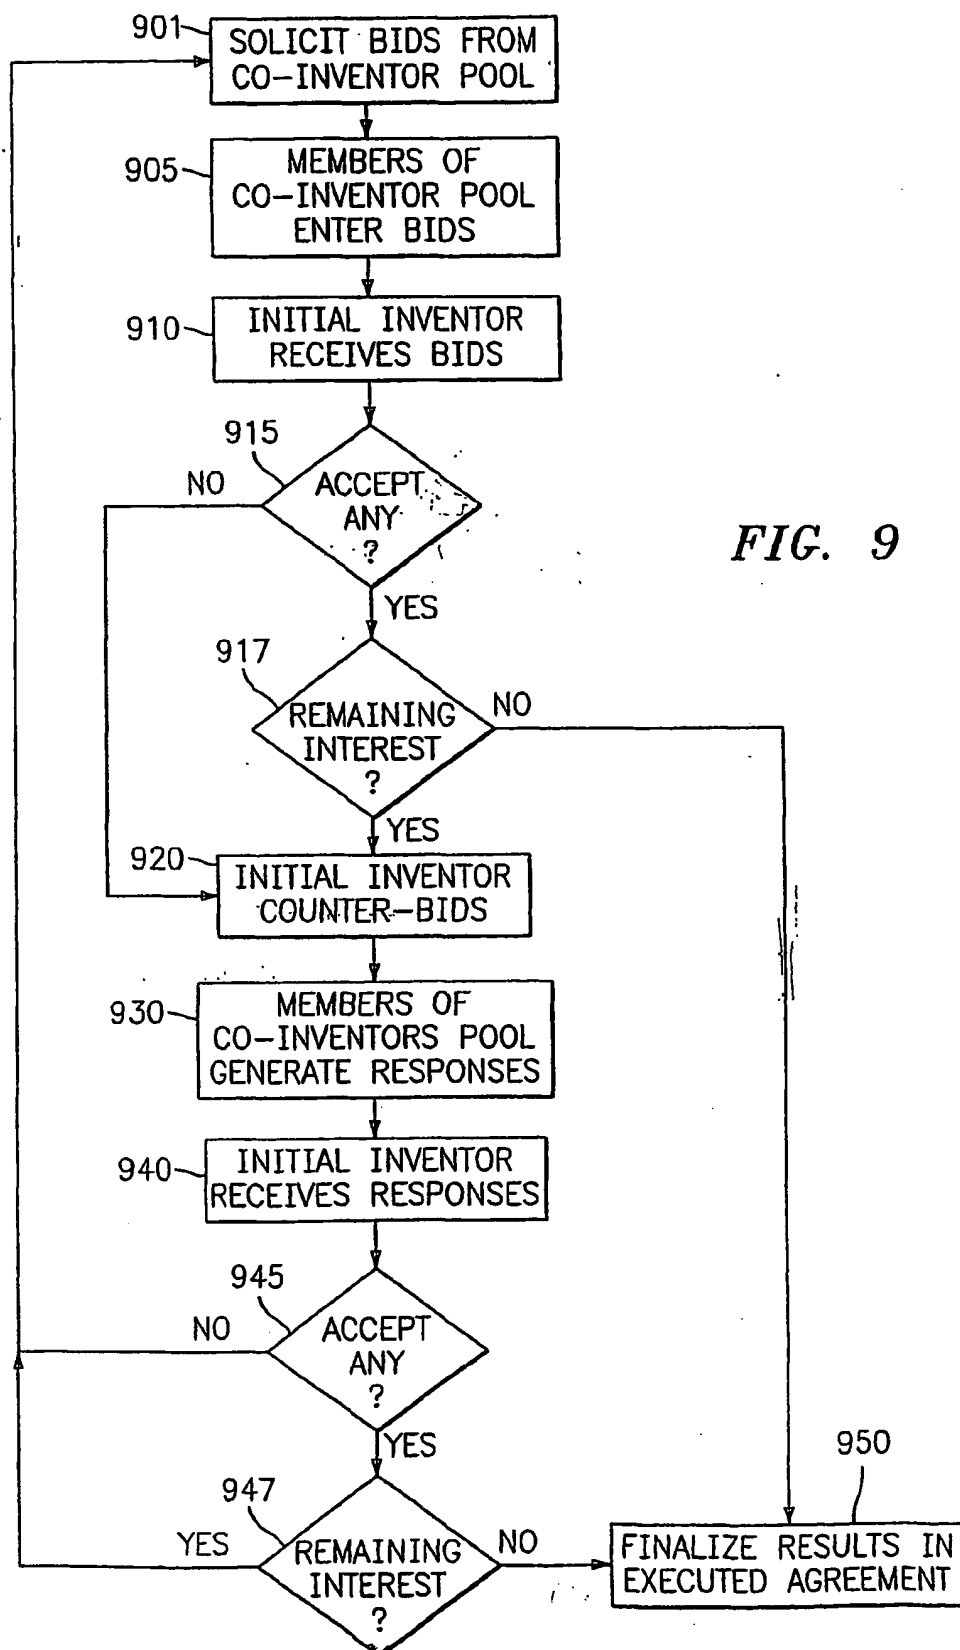 901
SOLICIT BIDS FROM
CO-INVENTOR POOL
905
MEMBERS OF
CO-INVENTOR POOL
ENTER BIDS
910
INITIAL INVENTOR
RECEIVES BIDS
915
NO
ACCEPT
ANY
?
FIG. 9
YES
917
REMAINING
INTEREST
?
NO
YES
920
INITIAL INVENTOR
COUNTER-BIDS
930
MEMBERS OF
CO-INVENTORS POOL
GENERATE RESPONSES
940
INITIAL INVENTOR
RECEIVES RESPONSES
945
NO
ACCEPT
ANY
?
YES
947
YES
REMAINING
INTEREST
?
NO
950
FINALIZE RESULTS IN
EXECUTED AGREEMENT